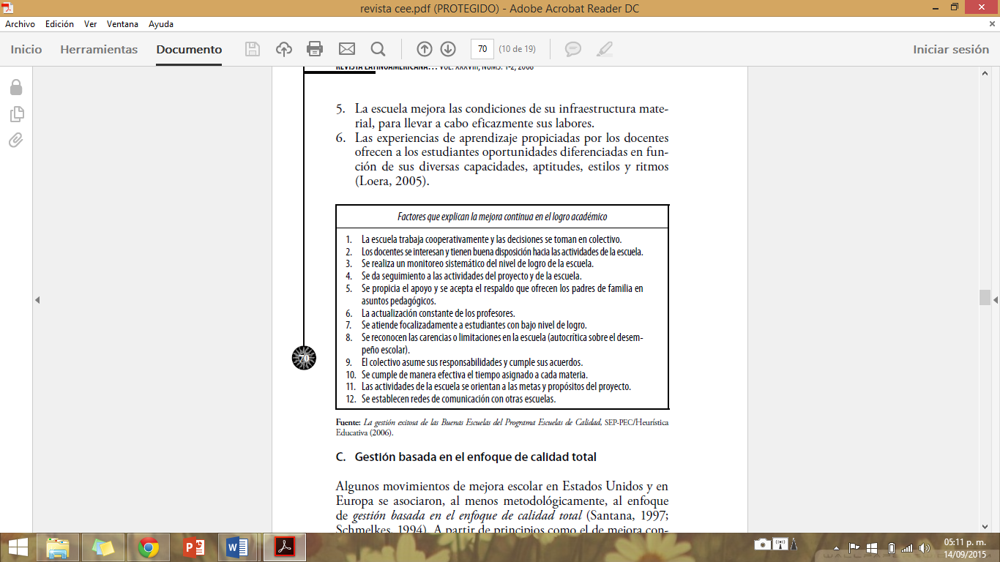 revista cee.pdf (PROTEGIDO) - Adobe Acrobat Reader DC
Archivo Edición Ver Ventana Ayuda
Inicio Herramientas Documento 70 (10 de 19) Iniciar sesión
REVISTA LATINOAMERICANA… VOL. XXXVIII, NÚMS. 1-2, 2008
5. La escuela mejora las condiciones de su infraestructura mate-
rial, para llevar a cabo eficazmente sus labores.
6. Las experiencias de aprendizaje propiciadas por los docentes
ofrecen a los estudiantes oportunidades diferenciadas en fun-
ción de sus diversas capacidades, aptitudes, estilos y ritmos
(Loera, 2005).
Factores que explican la mejora continua en el logro académico
1. La escuela trabaja cooperativamente y las decisiones se toman en colectivo.
2. Los docentes se interesan y tienen buena disposición hacia las actividades de la escuela.
3. Se realiza un monitoreo sistemático del nivel de logro de la escuela.
4. Se da seguimiento a las actividades del proyecto y de la escuela.
5. Se propicia el apoyo y se acepta el respaldo que ofrecen los padres de familia en
asuntos pedagógicos.
6. La actualización constante de los profesores.
7. Se atiende focalizadamente a estudiantes con bajo nivel de logro.
8. Se reconocen las carencias o limitaciones en la escuela (autocrítica sobre el desem-
peño escolar).
70
9. El colectivo asume sus responsabilidades y cumple sus acuerdos.
10. Se cumple de manera efectiva el tiempo asignado a cada materia.
11. Las actividades de la escuela se orientan a las metas y propósitos del proyecto.
12. Se establecen redes de comunicación con otras escuelas.
Fuente: La gestión exitosa de las Buenas Escuelas del Programa Escuelas de Calidad, SEP-PEC/Heurística
Educativa (2006).
C. Gestión basada en el enfoque de calidad total
Algunos movimientos de mejora escolar en Estados Unidos y en
Europa se asociaron, al menos metodológicamente, al enfoque
de gestión basada en el enfoque de calidad total (Santana, 1997;
Schmelkes, 1994). A partir de principios como el de mejora con-
05:11 p. m.
14/09/2015